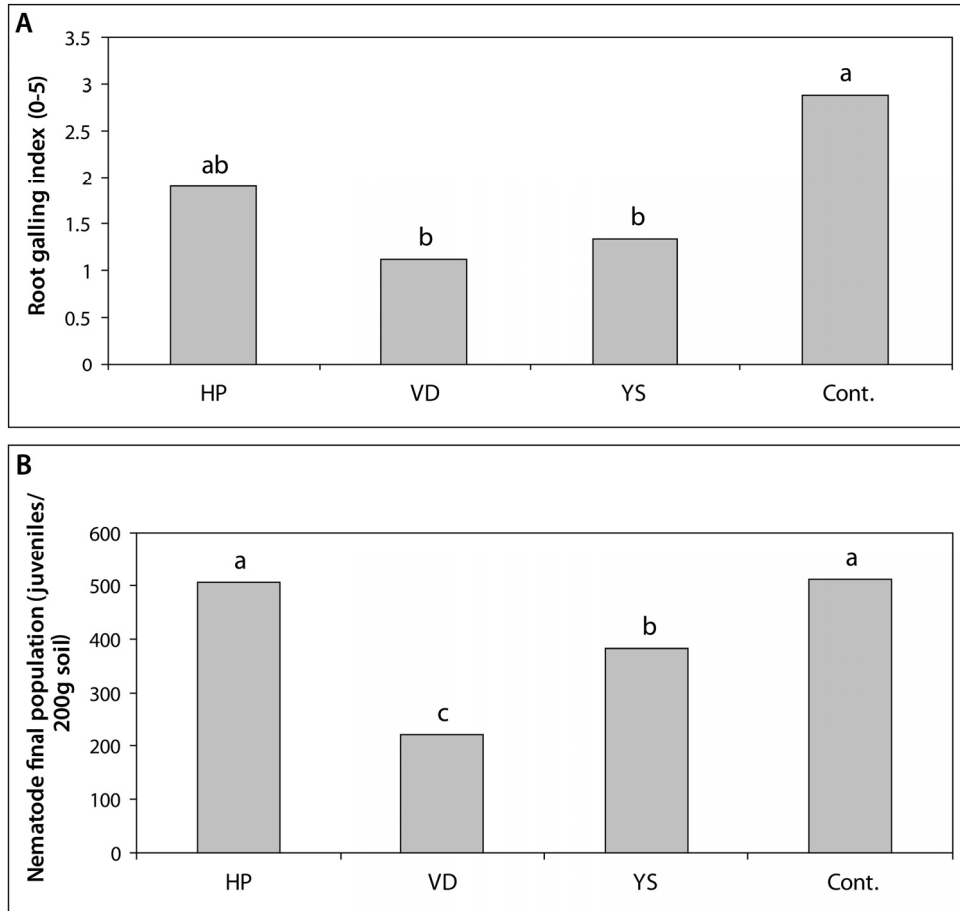 A
Root galling index (0-5)
3.5
3
2.5
2
1.5
1
0.5
0
ab
b
b
a
HP VD YS Cont.
B
Nematode final population (juveniles/
200g soil)
600
500
400
300
200
100
0
a
c
b
a
HP VD YS Cont.